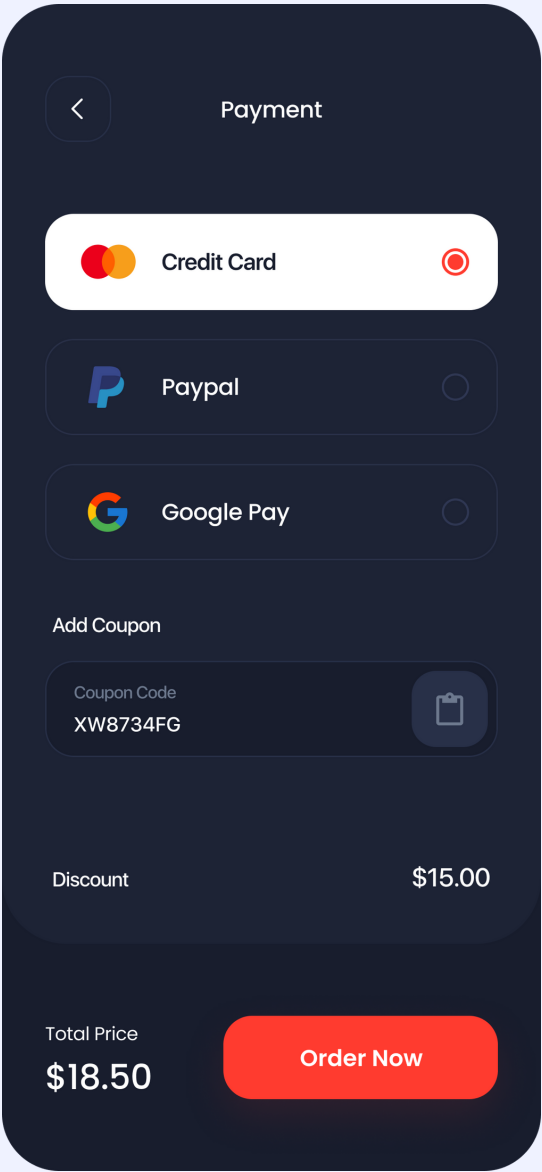 Payment
Credit Card
Paypal
Google Pay
Add Coupon
Coupon Code
XW8734FG
Discount $15.00
Total Price
$18.50
Order Now